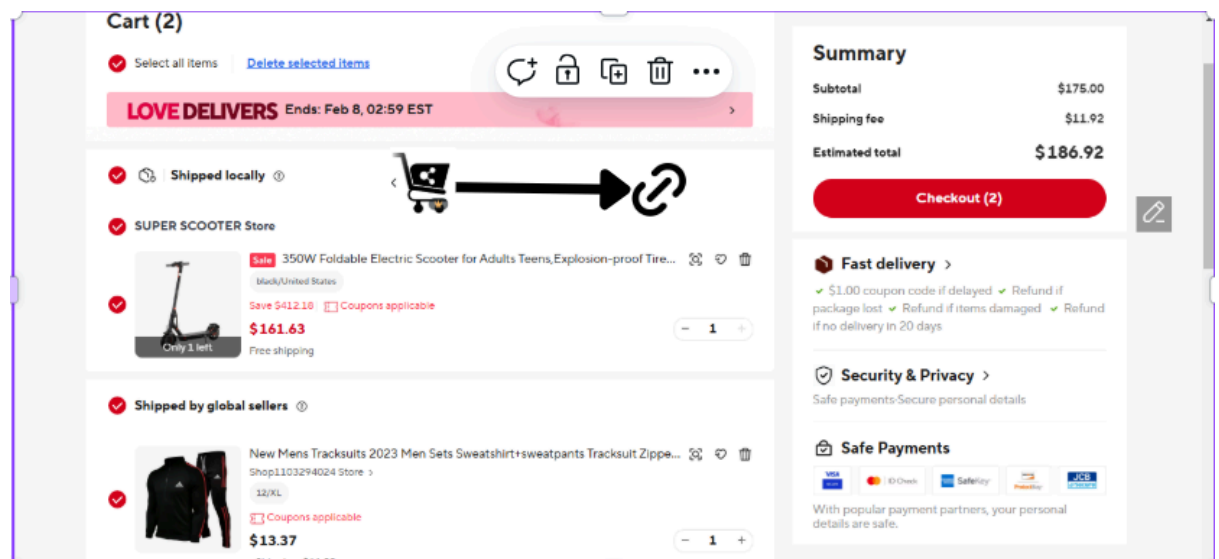 Cart (2)
Select all items
Delete selected items
LOVE DELIVERS Ends: Feb 8, 02:59 EST
Shipped locally
SUPER SCOOTER Store
Sale 350W Foldable Electric Scooter for Adults Teens,Explosion-proof Tire...
black/United States
Save $412.18
Coupons applicable
$161.63
1
Only 1 left
Free shipping
Shipped by global sellers
New Mens Tracksuits 2023 Men Sets Sweatshirt+sweatpants Tracksuit Zippe...
Shop1103294024 Store
12/XL
Coupons applicable
$13.37
1
Summary
Subtotal $175.00
Shipping fee $11.92
Estimated total $186.92
Checkout (2)
Fast delivery
$1.00 coupon code if delayed Refund if
package lost Refund if items damaged Refund
if no delivery in 20 days
Security & Privacy
Safe payments·Secure personal details
Safe Payments
VISA
ID Check
SafeKey
JCB
With popular payment partners, your personal
details are safe.